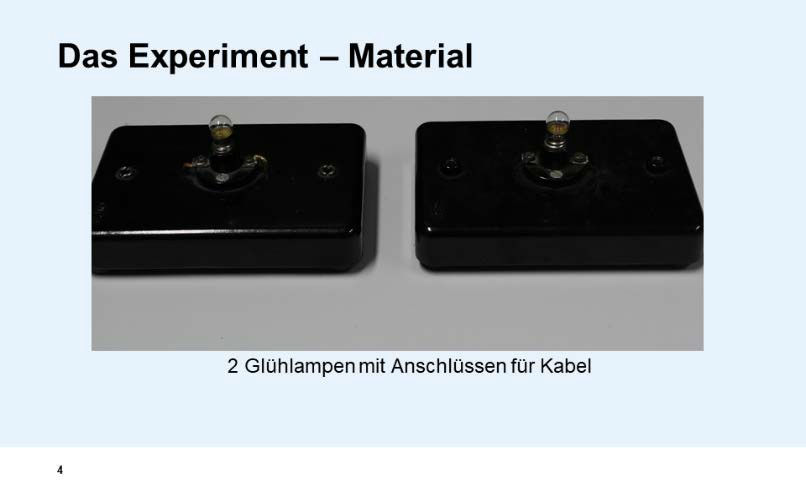 Das Experiment – Material
2 Glühlampen mit Anschlüssen für Kabel
4